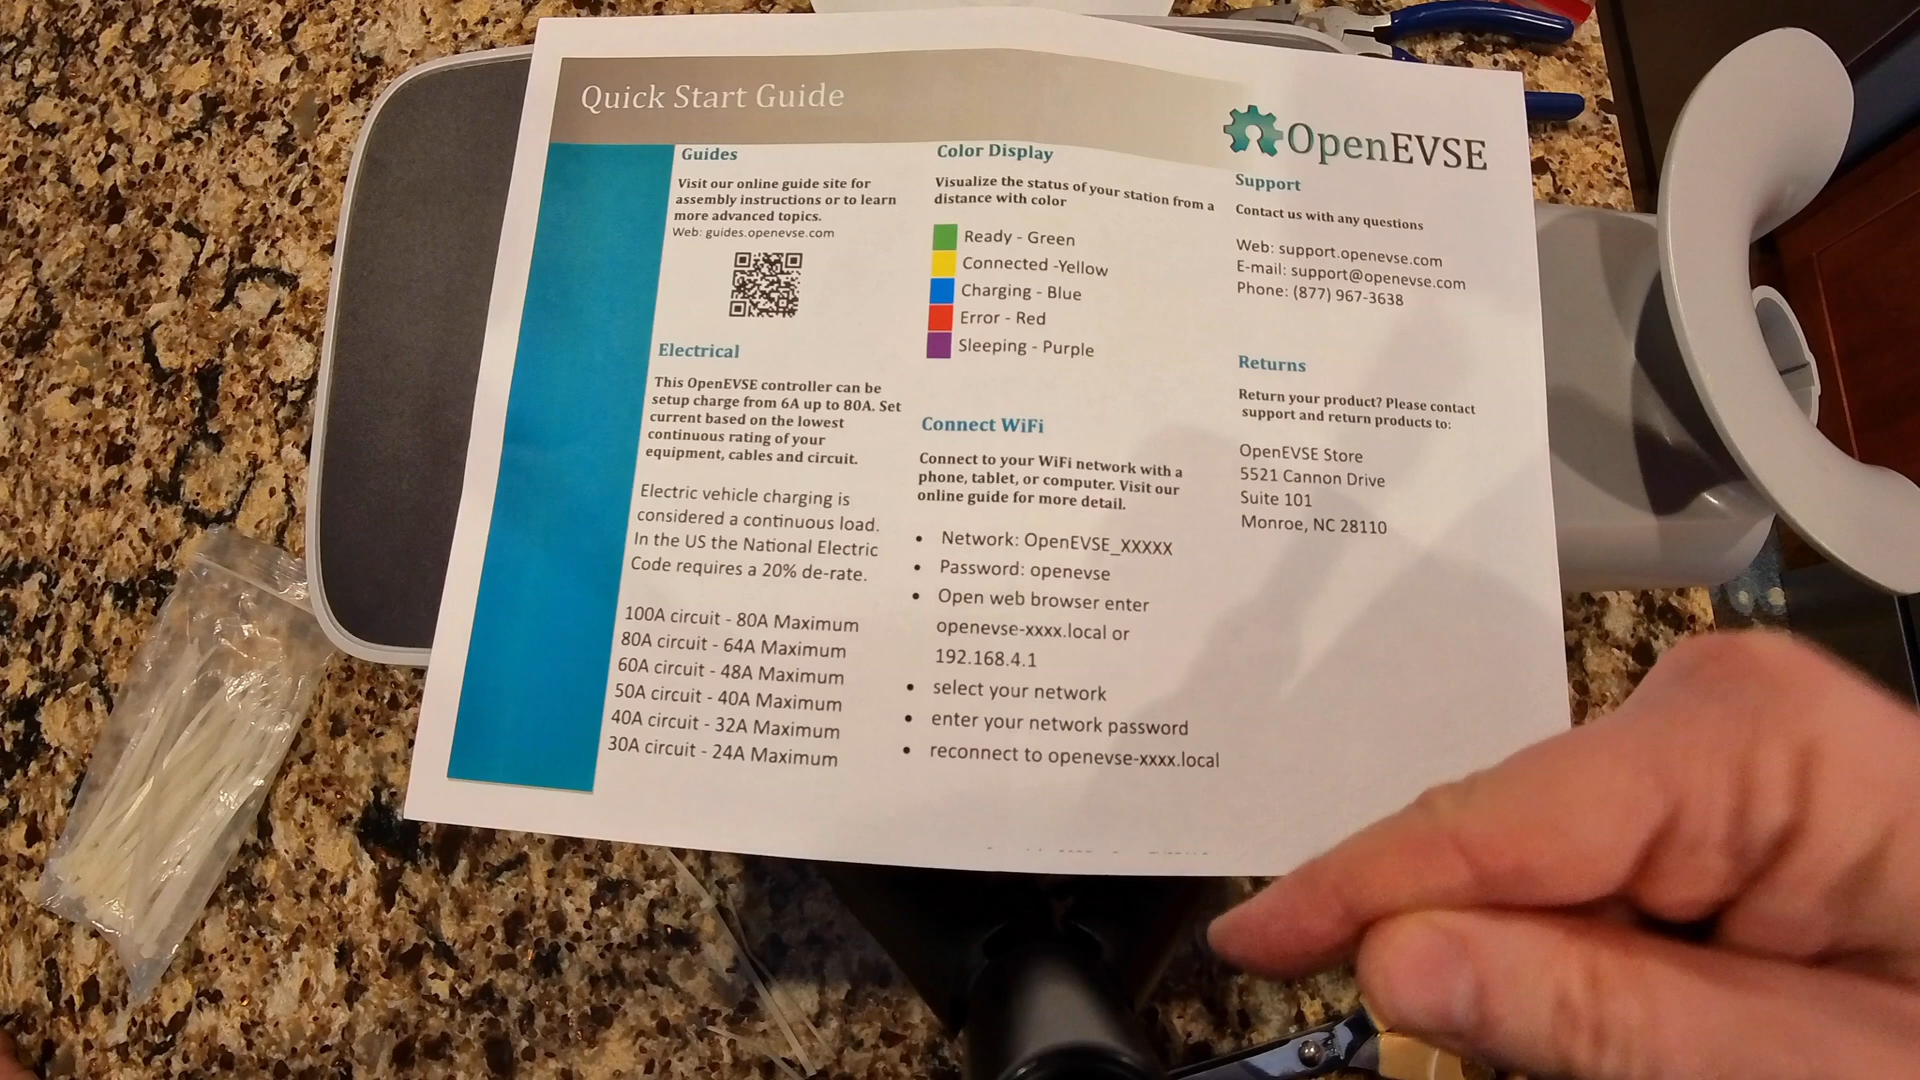 Quick Start Guide
OpenEVSE
Guides
Visit our online guide site for
assembly instructions or to learn
more advanced topics.
Web: guides.openevse.com
Electrical
This OpenEVSE controller can be
setup charge from 6A up to 80A. Set
current based on the lowest
continuous rating of your
equipment, cables and circuit.
Electric vehicle charging is
considered a continuous load.
In the US the National Electric
Code requires a 20% de-rate.
100A circuit - 80A Maximum
80A circuit - 64A Maximum
60A circuit - 48A Maximum
50A circuit - 40A Maximum
40A circuit - 32A Maximum
30A circuit - 24A Maximum
Color Display
Visualize the status of your station from a
distance with color
Ready - Green
Connected -Yellow
Charging - Blue
Error - Red
Sleeping - Purple
Connect WiFi
Connect to your WiFi network with a
phone, tablet, or computer. Visit our
online guide for more detail.
• Network: OpenEVSE_XXXXX
• Password: openevse
• Open web browser enter
openevse-xxxx.local or
192.168.4.1
• select your network
• enter your network password
• reconnect to openevse-xxxx.local
Support
Contact us with any questions
Web: support.openevse.com
E-mail: support@openevse.com
Phone: (877) 967-3638
Returns
Return your product? Please contact
support and return products to:
OpenEVSE Store
5521 Cannon Drive
Suite 101
Monroe, NC 28110